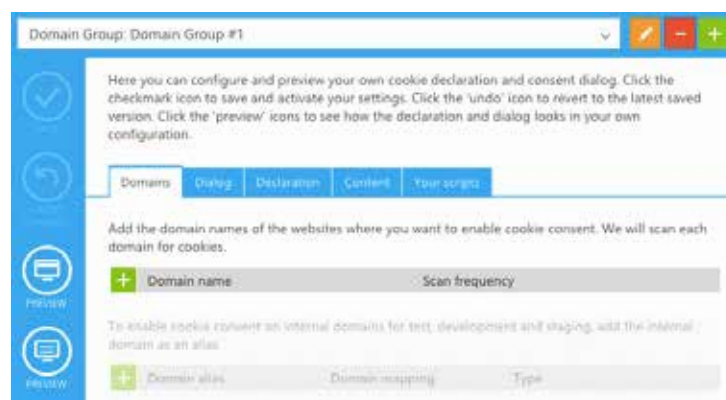 Domain Group: Domain Group #1
Here you can configure and preview your own cookie declaration and consent dialog. Click the
checkmark icon to save and activate your settings. Click the 'undo' icon to revert to the latest saved
version. Click the 'preview' icons to see how the declaration and dialog looks in your own
configuration.
Domains Dialog Declaration Content Your scripts
Add the domain names of the websites where you want to enable cookie consent. We will scan each
domain for cookies.
Domain name Scan frequency
PREVIEW
To enable cookie consent on internal domains for test, development and staging, add the internal
domain as an alias.
Domain alias Domain mapping Type
PREVIEW